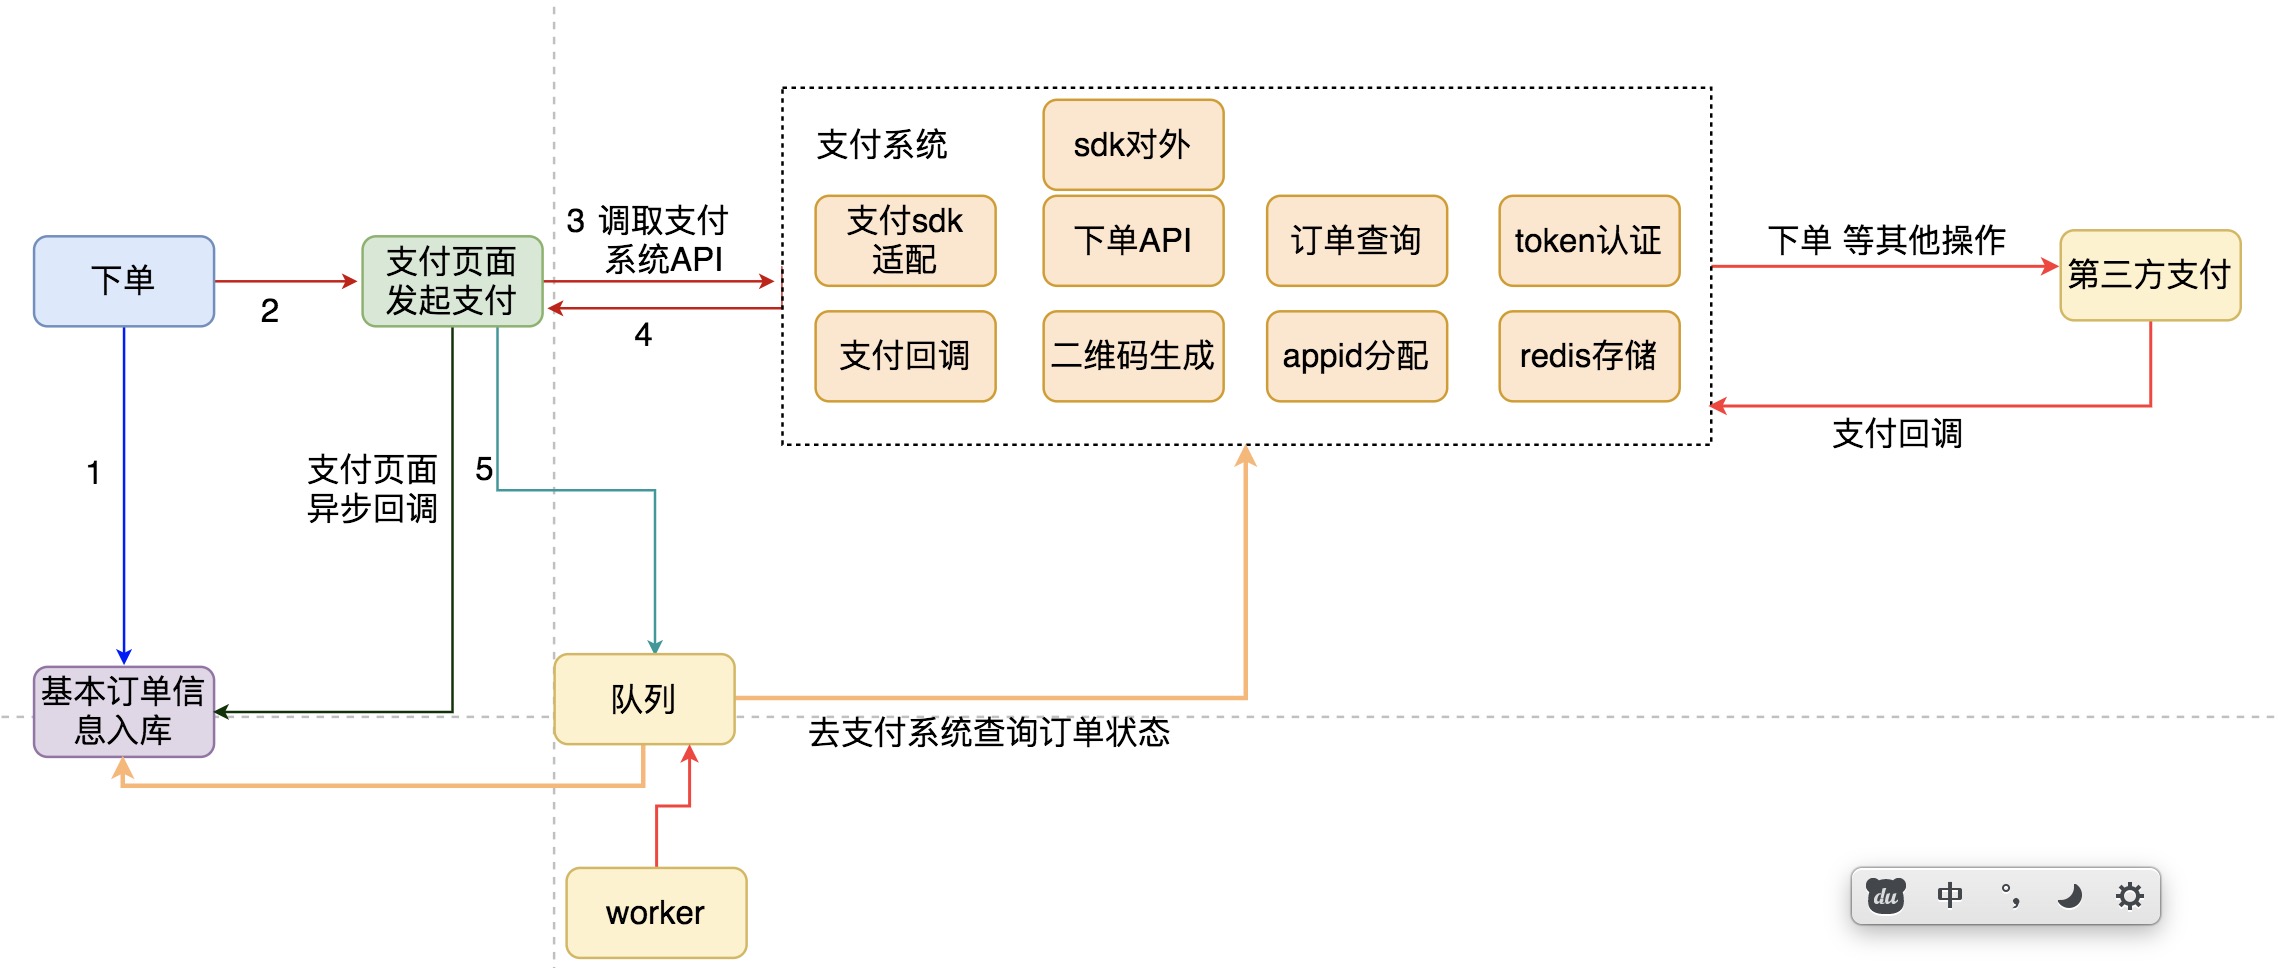 sdk对外
支付系统
支付sdk
适配
下单API
订单查询
token认证
3 调取支付
系统API
下单 等其他操作
下单
2
支付页面
发起支付
4
第三方支付
支付回调
二维码生成
appid分配
redis存储
支付回调
1
支付页面
异步回调
5
基本订单信
息入库
队列
去支付系统查询订单状态
worker
du
中
°,